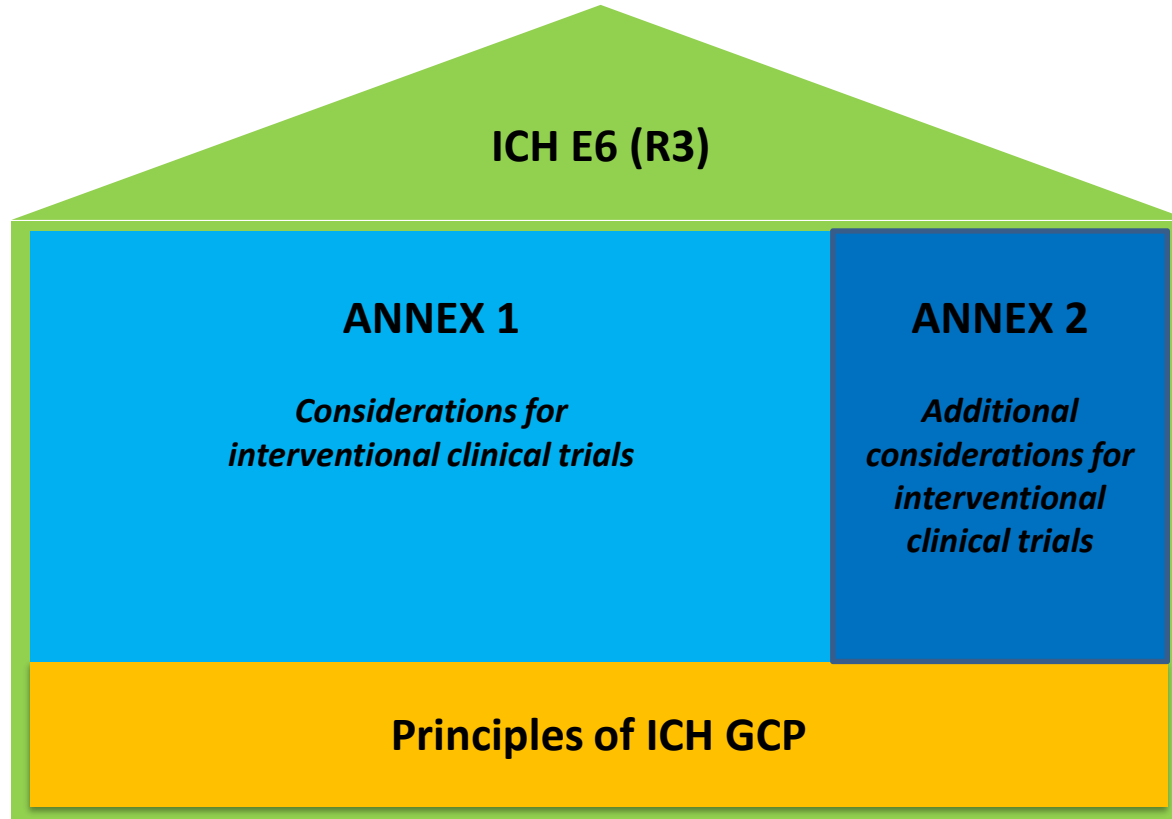 ICH E6 (R3)
ANNEX 1
Considerations for
interventional clinical trials
ANNEX 2
Additional
considerations for
interventional
clinical trials
Principles of ICH GCP